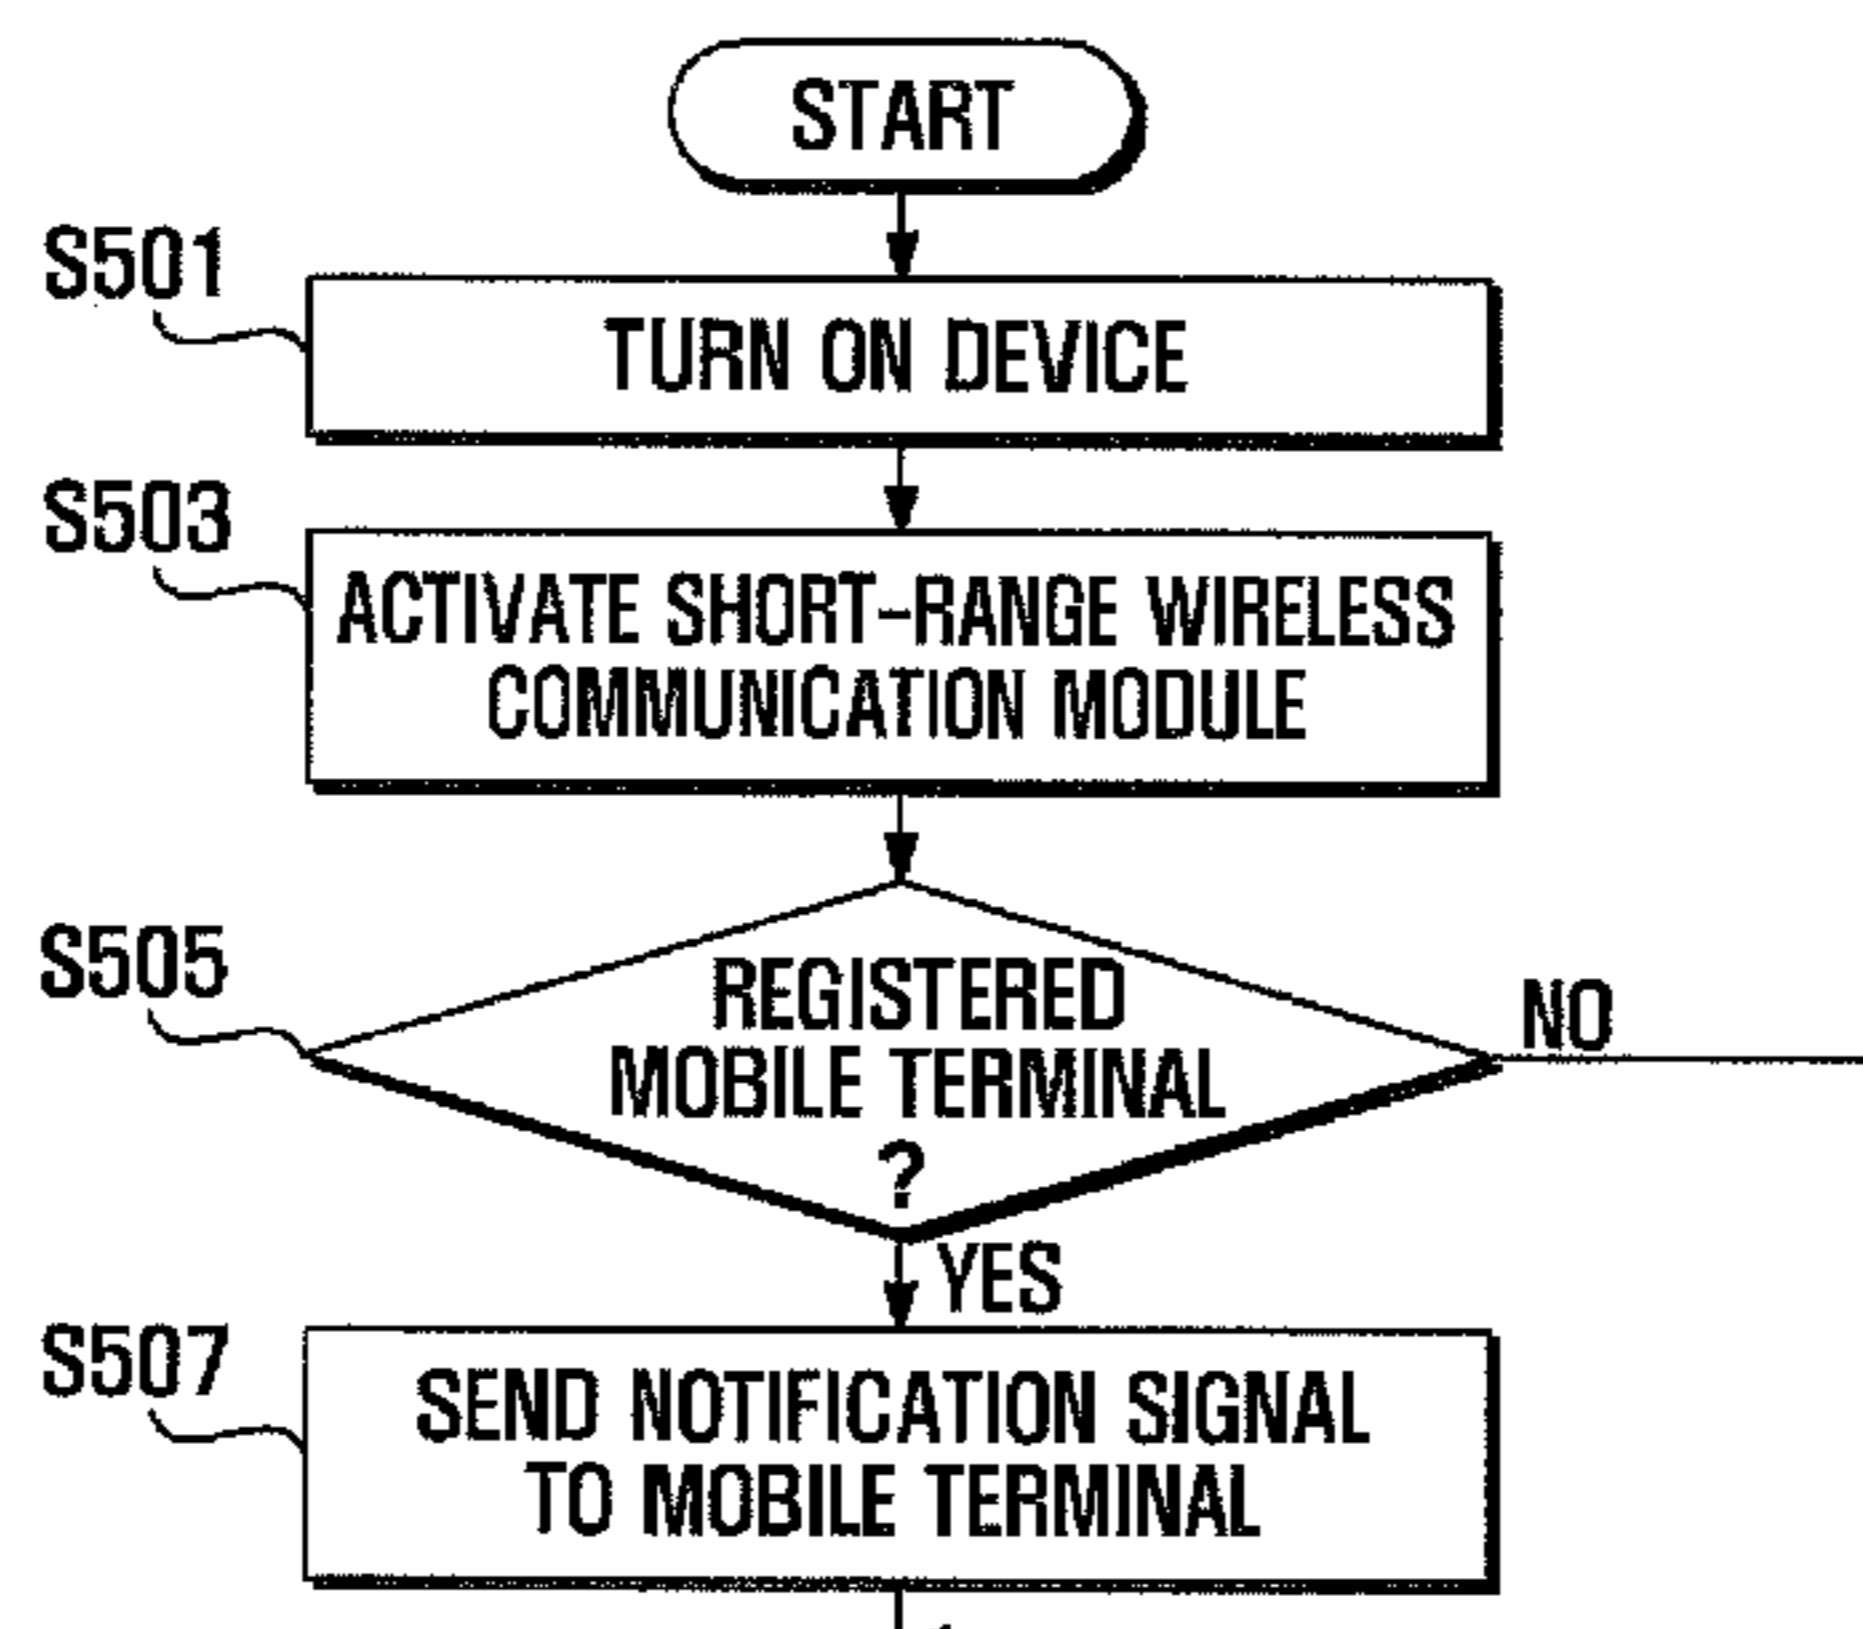 START
S501
TURN ON DEVICE
S503
ACTIVATE SHORT-RANGE WIRELESS
COMMUNICATION MODULE
S505
REGISTERED
MOBILE TERMINAL
?
NO
YES
S507
SEND NOTIFICATION SIGNAL
TO MOBILE TERMINAL